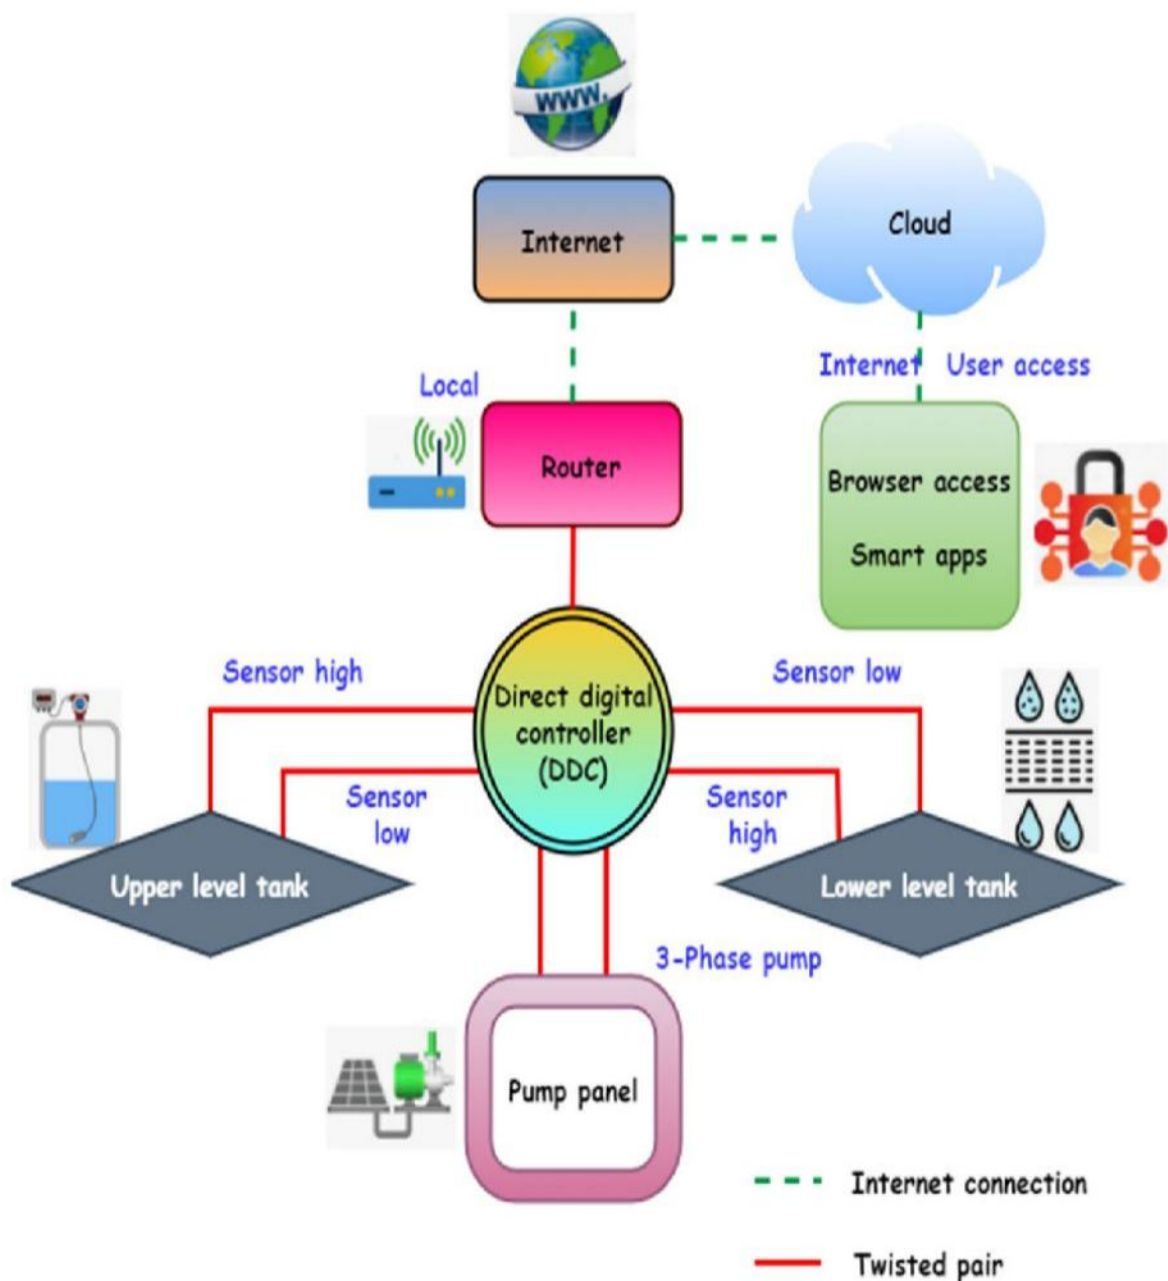 WWW.
Internet
Cloud
Internet User access
Local
Router
Browser access
Smart apps
Sensor high
Sensor low
Direct digital
controller
(DDC)
Sensor
low
Sensor
high
Upper level tank
Lower level tank
3-Phase pump
Pump panel
Internet connection
Twisted pair